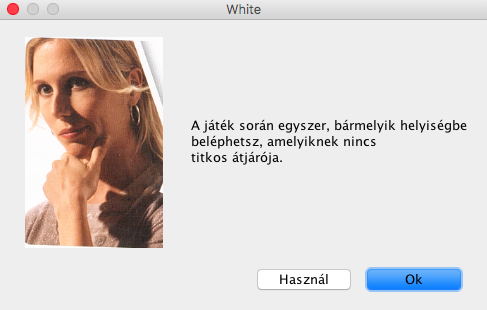 White
A játék során egyszer, bármelyik helyiségbe
beléphetsz, amelyiknek nincs
titkos átjárója.
Használ
Ok